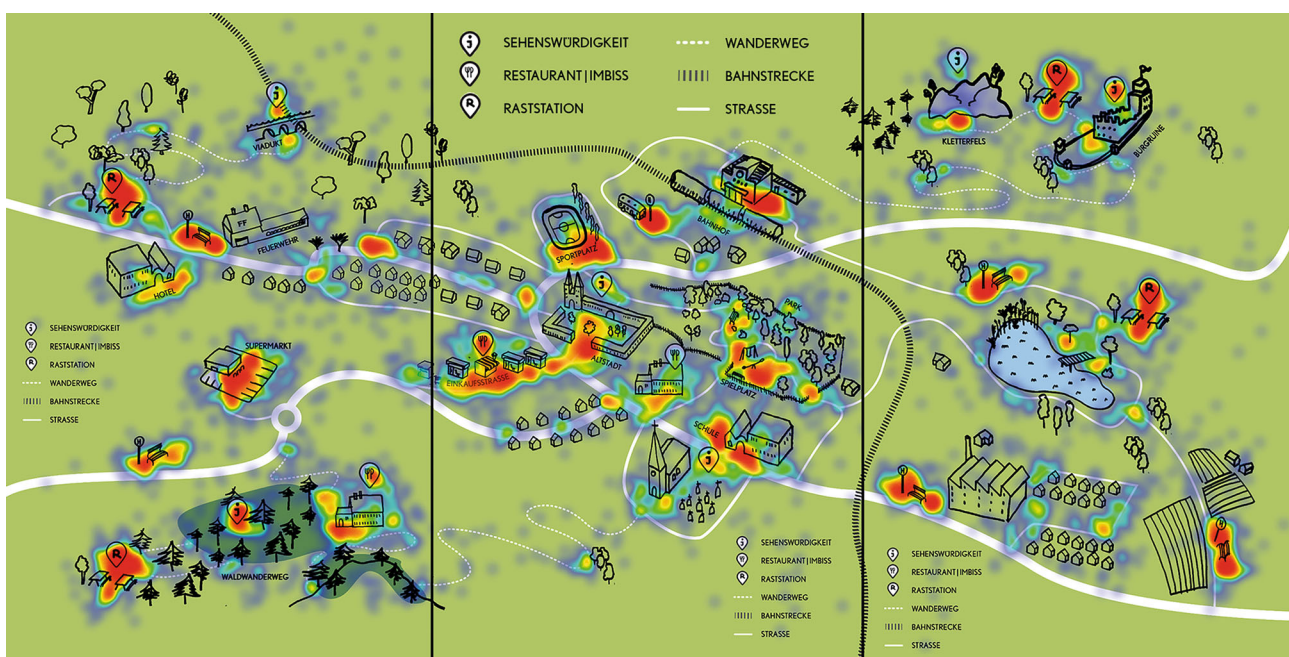 SEHENSWÜRDIGKEIT
RESTAURANT|IMBISS
RASTSTATION
WANDERWEG
BAHNSTRECKE
STRASSE
VIADUKT
R
H
FF
FEUERWEHR
HOTEL
SEHENSWÜRDIGKEIT
RESTAURANT|IMBISS
RASTSTATION
WANDERWEG
BAHNSTRECKE
STRASSE
SUPERMARKT
H
WALDWANDERWEG
R
SPORTPLATZ
BAHNHOF
ALTSTADT
EINKAUFSSTRASSE
PARK
SPIELPLATZ
SCHULE
SEHENSWÜRDIGKEIT
RESTAURANT|IMBISS
RASTSTATION
WANDERWEG
BAHNSTRECKE
STRASSE
KLETTERFELS
R
BURGRUINE
H
R
H
SEHENSWÜRDIGKEIT
RESTAURANT|IMBISS
RASTSTATION
WANDERWEG
BAHNSTRECKE
STRASSE